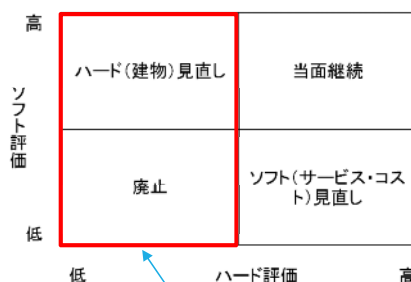 高
ハード(建物)見直し
当面継続
ソフト評価
廃止
ソフト(サービス・コス
ト)見直し
低
低
ハード評価
高